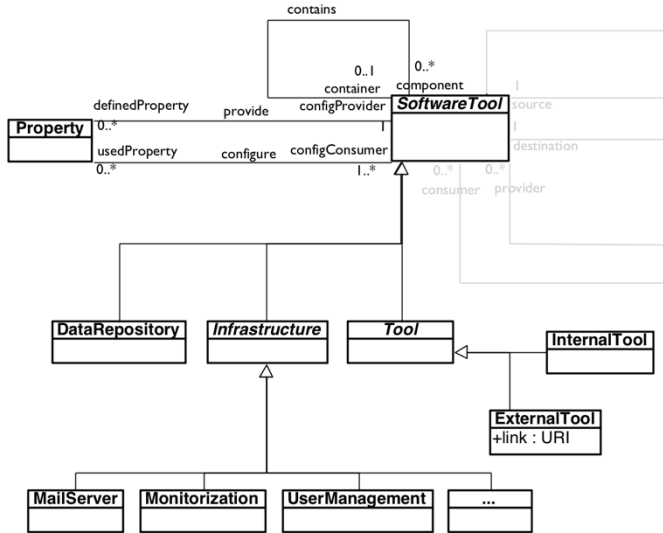 contains
0..1
0..*
container
component
definedProperty
provide
configProvider
SoftwareTool
1
source
Property
0..*
1
1
destination
usedProperty
configure
configConsumer
0..*
1..*
0..*
0..*
consumer
provider
DataRepository
Infrastructure
Tool
InternalTool
ExternalTool
+link : URI
MailServer
Monitorization
UserManagement
...